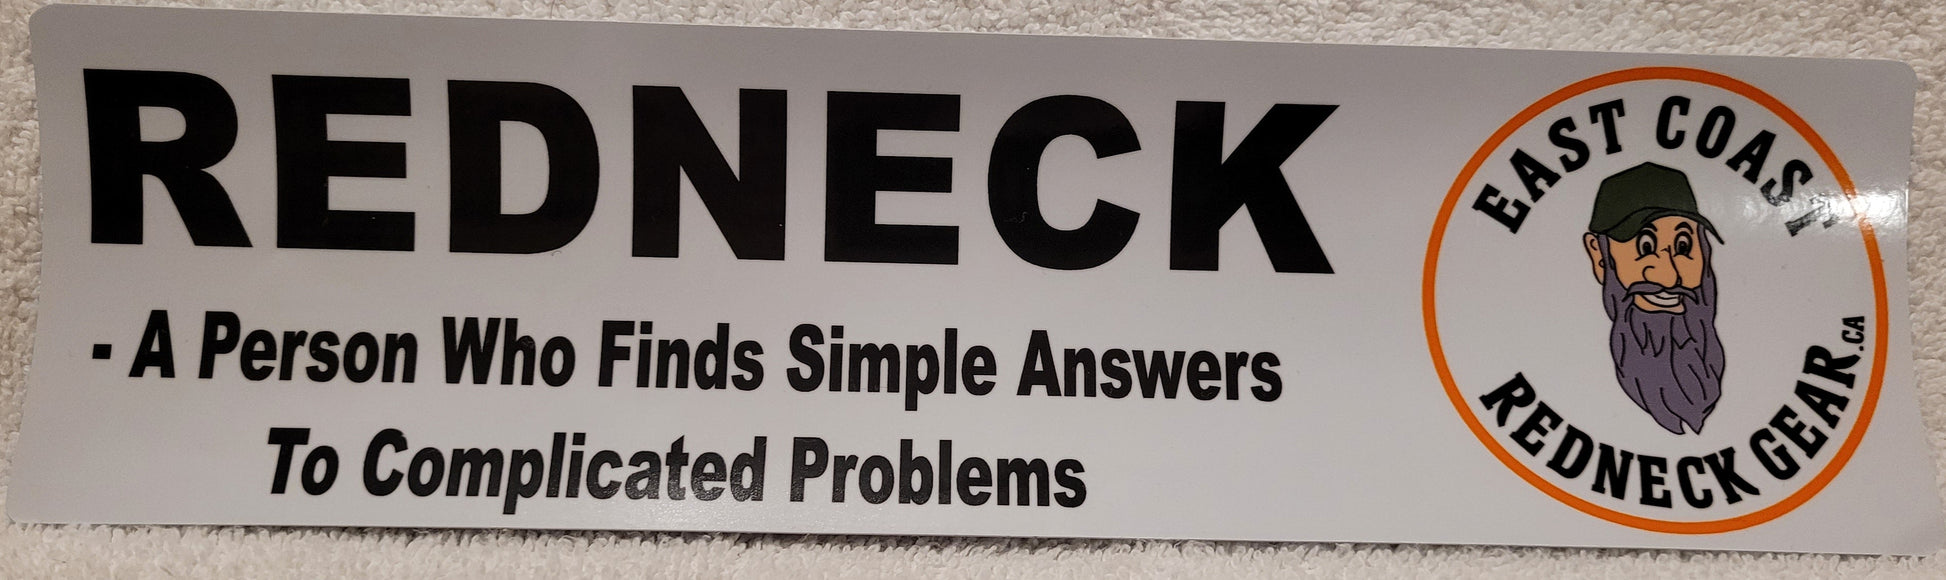 REDNECK
- A Person Who Finds Simple Answers
To Complicated Problems
EAST COAST
REDNECK GEAR.CA